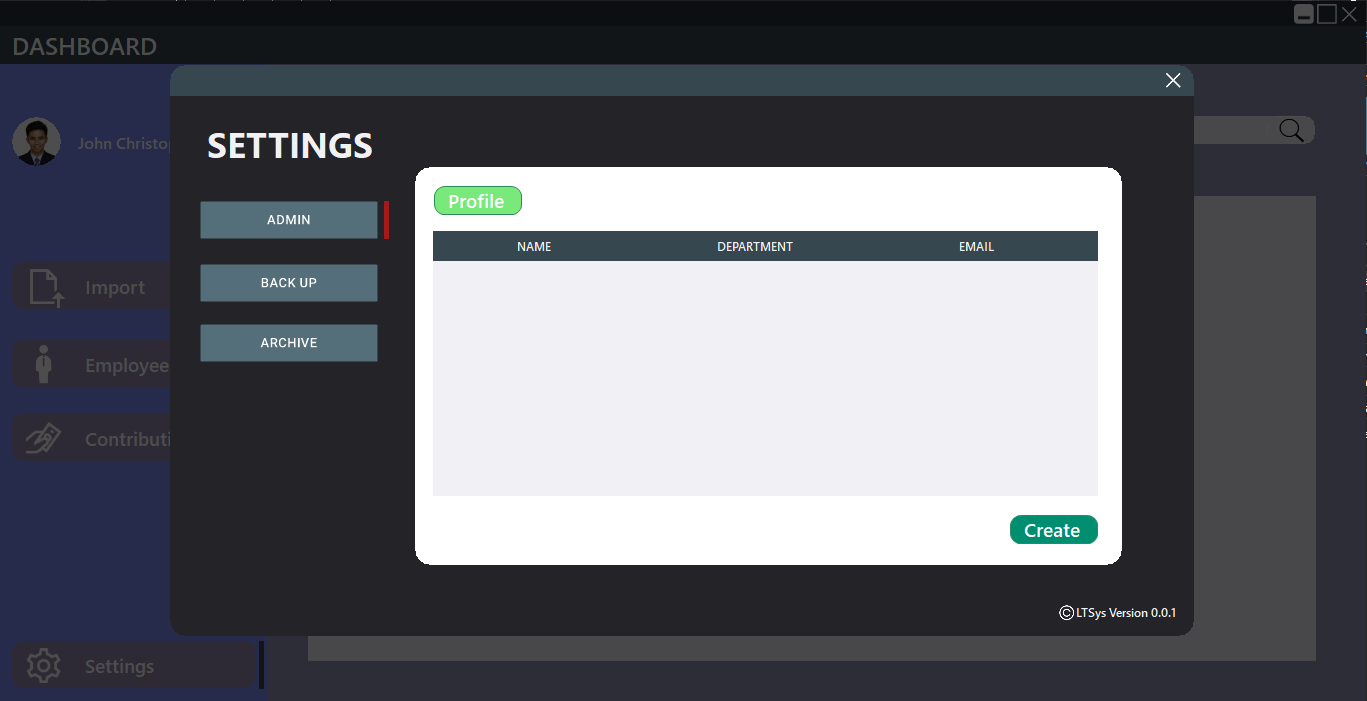 DASHBOARD
John Christo
Import
Employee
Contributi
Settings
SETTINGS
ADMIN
BACK UP
ARCHIVE
Profile
NAME DEPARTMENT EMAIL
Create
©LTSys Version 0.0.1